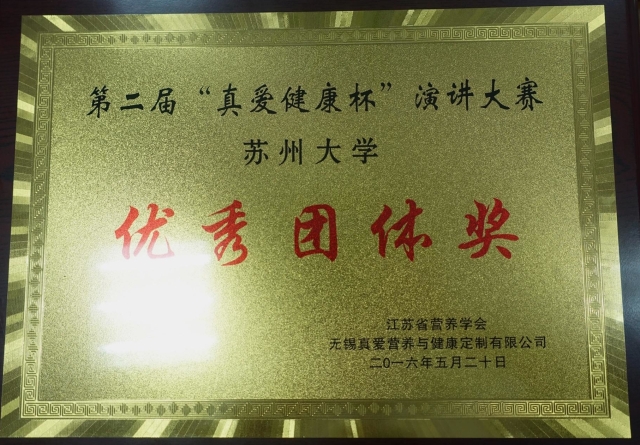 第二届“真爱健康杯”演讲大赛
苏州大学
优秀团体奖
江苏省营养学会
无锡真爱营养与健康定制有限公司
二0一六年五月二十日